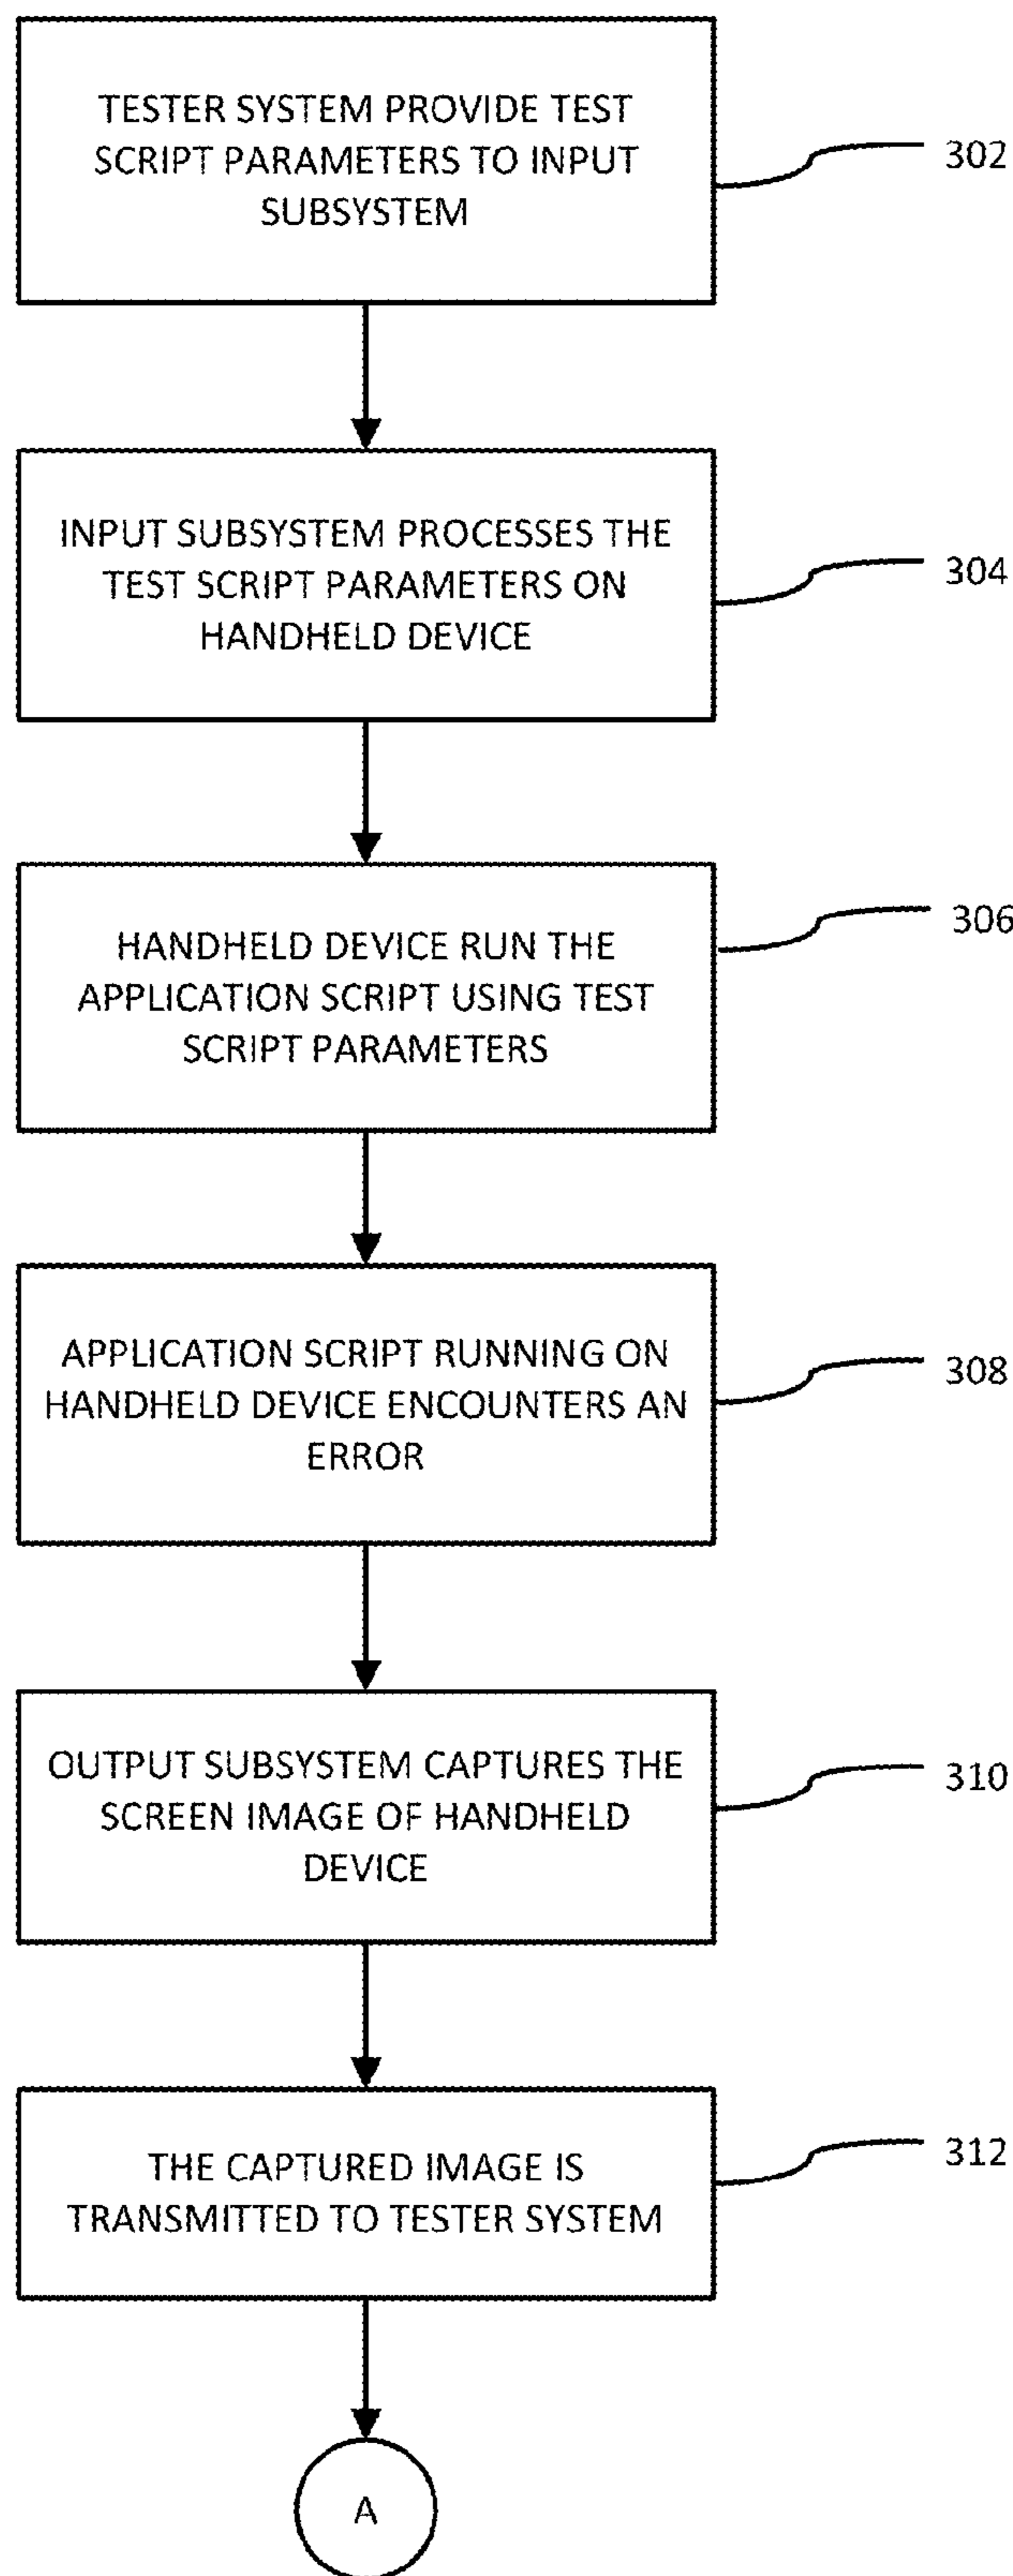 TESTER SYSTEM PROVIDE TEST
SCRIPT PARAMETERS TO INPUT
SUBSYSTEM
302
INPUT SUBSYSTEM PROCESSES THE
TEST SCRIPT PARAMETERS ON
HANDHELD DEVICE
304
HANDHELD DEVICE RUN THE
APPLICATION SCRIPT USING TEST
SCRIPT PARAMETERS
306
APPLICATION SCRIPT RUNNING ON
HANDHELD DEVICE ENCOUNTERS AN
ERROR
308
OUTPUT SUBSYSTEM CAPTURES THE
SCREEN IMAGE OF HANDHELD
DEVICE
310
THE CAPTURED IMAGE IS
TRANSMITTED TO TESTER SYSTEM
312
A